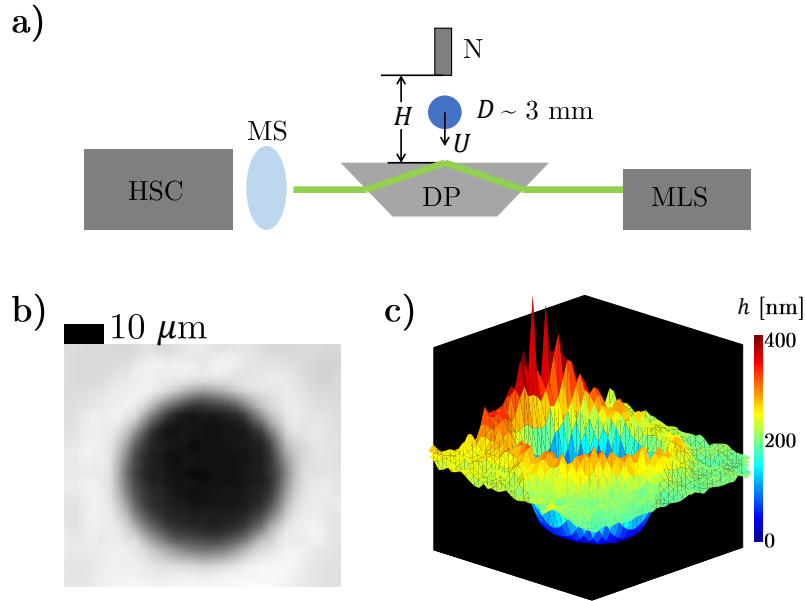 a)
N
H
D ~ 3 mm
MS
U
HSC
DP
MLS
b)
10 μm
c)
h [nm]
400
200
0